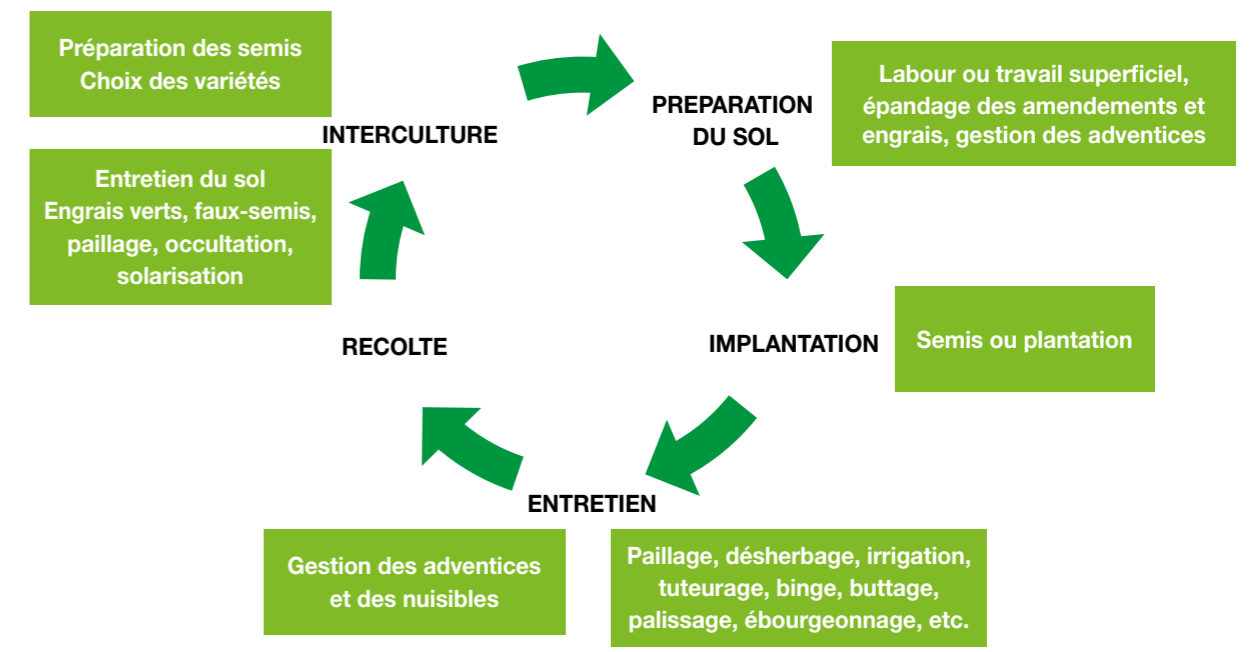 Préparation des semis
Choix des variétés
INTERCULTURE
Entretien du sol
Engrais verts, faux-semis,
paillage, occultation,
solarisation
PREPARATION
DU SOL
Labour ou travail superficiel,
épandage des amendements et
engrais, gestion des adventices
IMPLANTATION
Semis ou plantation
RECOLTE
ENTRETIEN
Gestion des adventices
et des nuisibles
Paillage, désherbage, irrigation,
tuteurage, binge, buttage,
palissage, ébourgeonnage, etc.